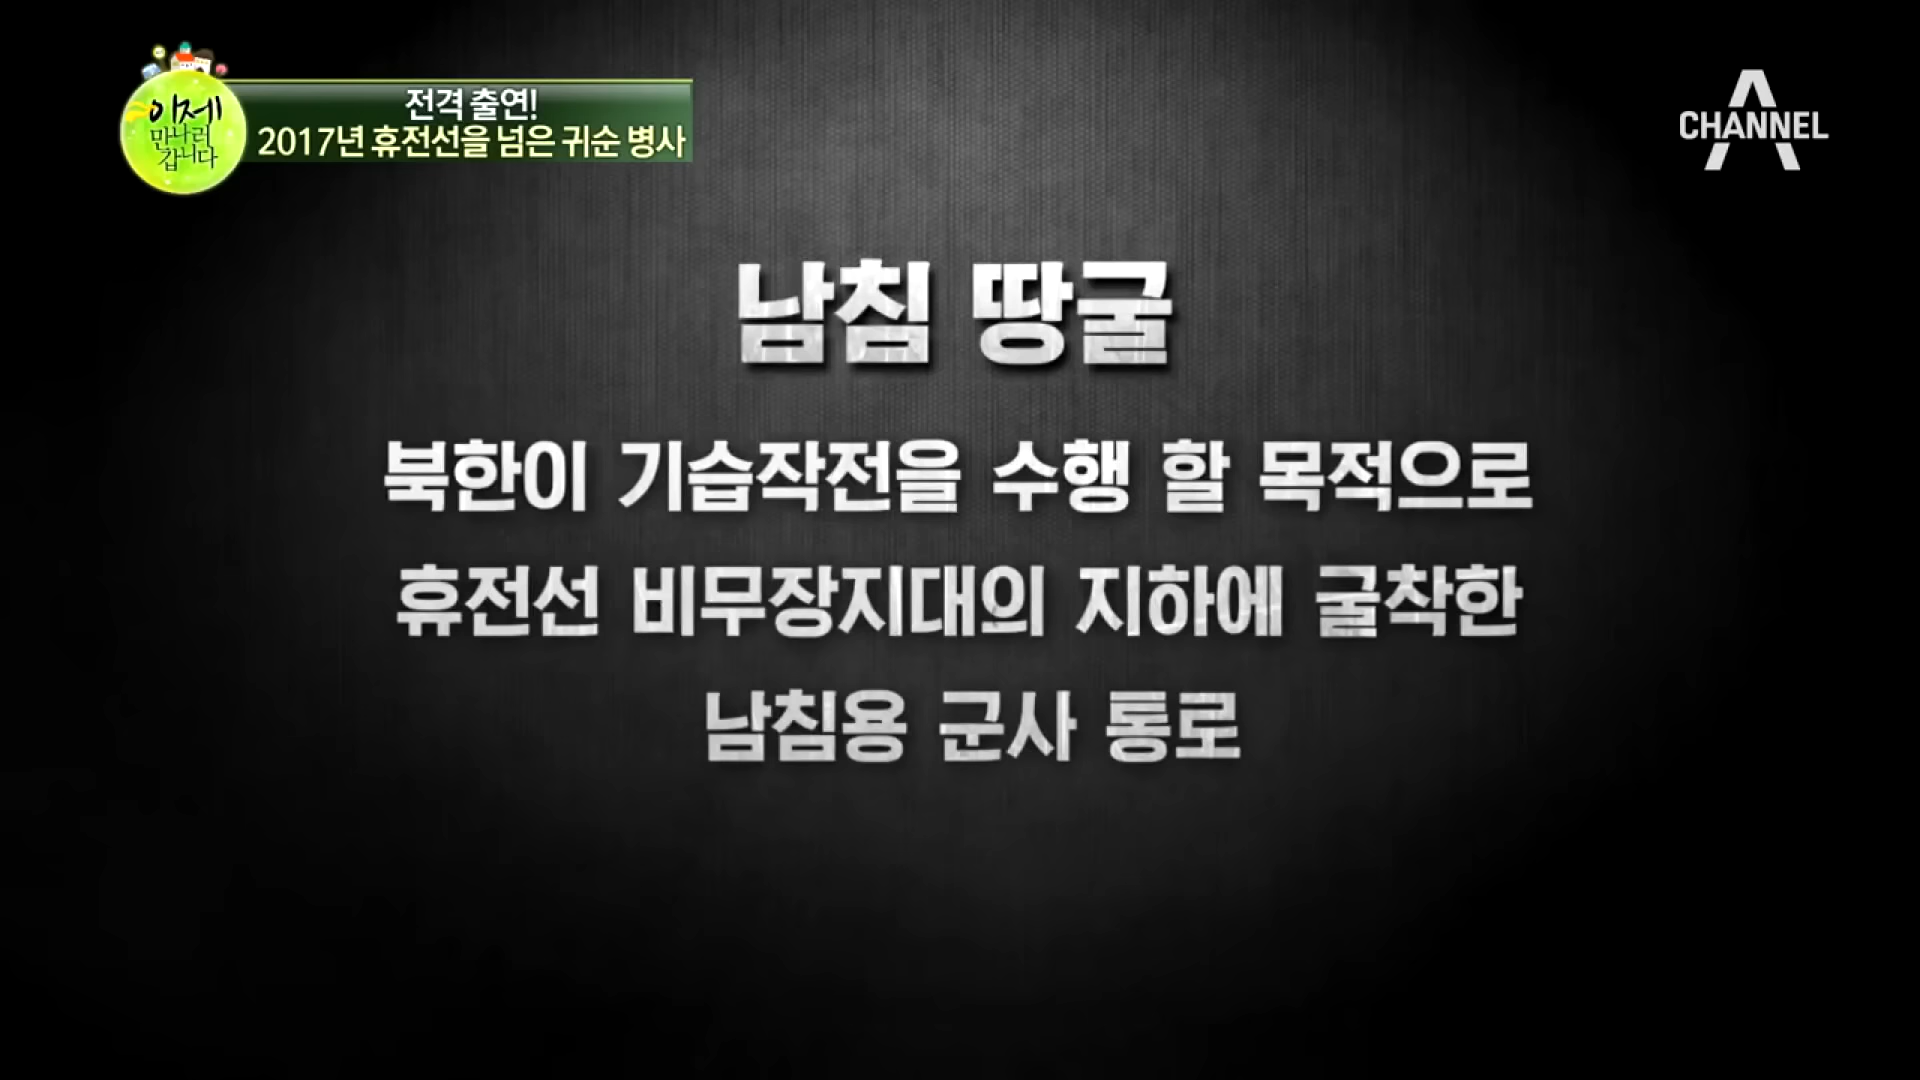 이제
만나러
갑니다
전격 출연!
2017년 휴전선을 넘은 귀순 병사
CHANNEL A
남침 땅굴
북한이 기습작전을 수행 할 목적으로
휴전선 비무장지대의 지하에 굴착한
남침용 군사 통로